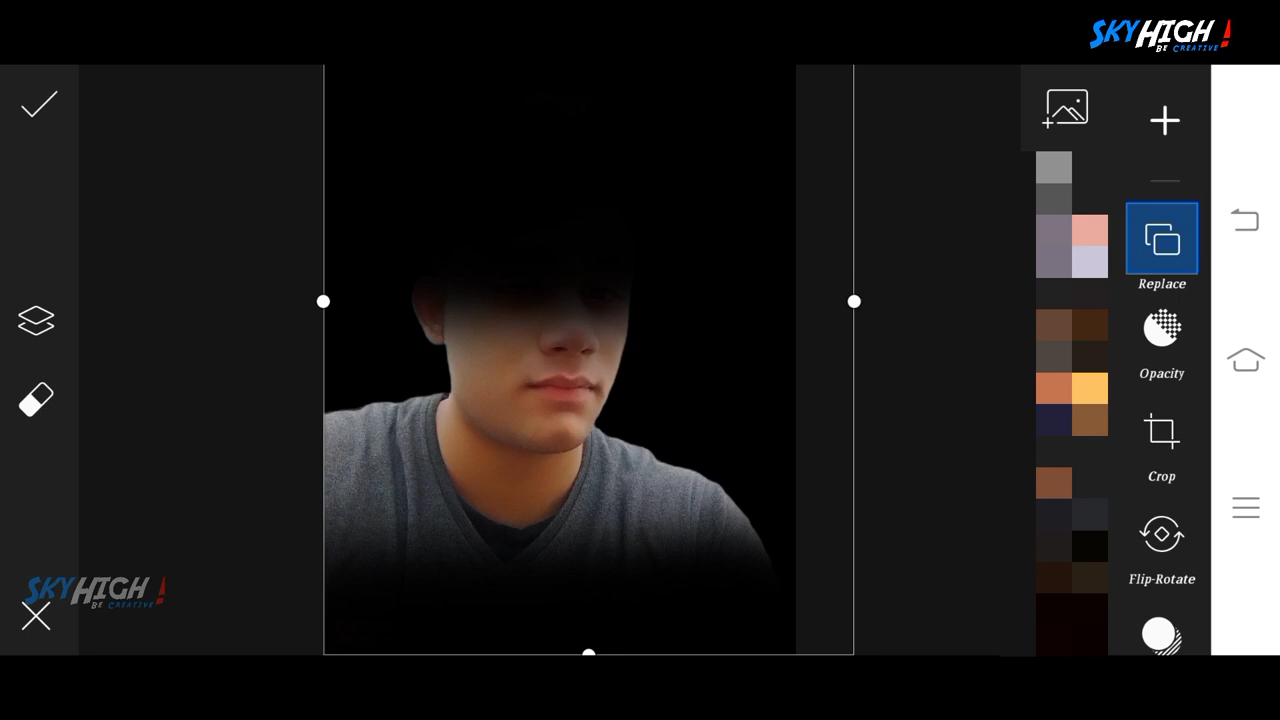 SKYHIGH!
BE CREATIVE
Replace
Opacity
Crop
Flip-Rotate
SKYHIGH!
BE CREATIVE